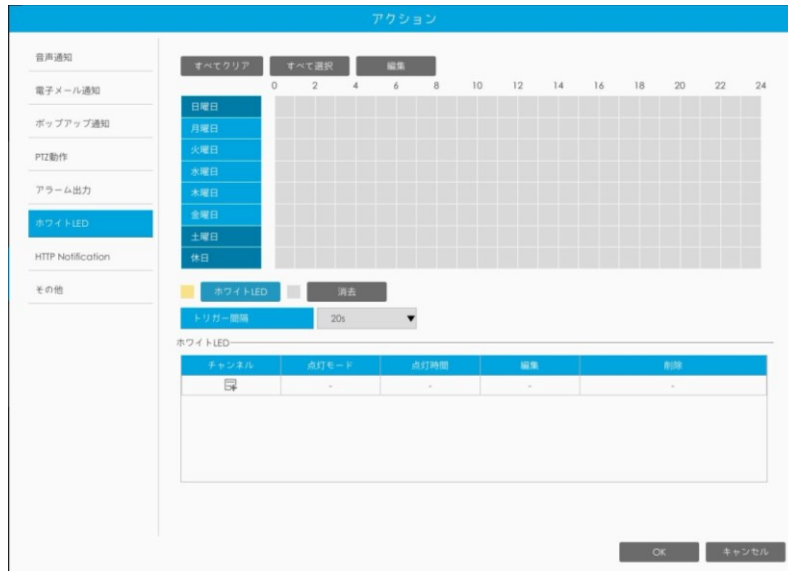 アクション
音声通知
電子メール通知
ポップアップ通知
PTZ動作
アラーム出力
ホワイトLED
HTTP Notification
その他
すべてクリア すべて選択 編集
0 2 4 6 8 10 12 14 16 18 20 22 24
日曜日
月曜日
火曜日
水曜日
木曜日
金曜日
土曜日
休日
ホワイトLED 消去
トリガー間隔 20s
ホワイトLED
チャンネル 点灯モード 点灯時間 編集 削除
- - - -
OK キャンセル